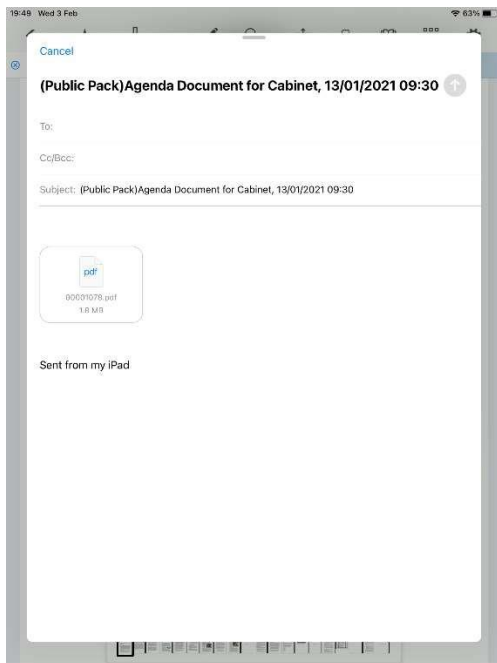 19:49 Wed 3 Feb
63%
Cancel
(Public Pack)Agenda Document for Cabinet, 13/01/2021 09:30
To:
Cc/Bcc:
Subject: (Public Pack)Agenda Document for Cabinet, 13/01/2021 09:30
pdf
00001078.pdf
1.6 MB
Sent from my iPad